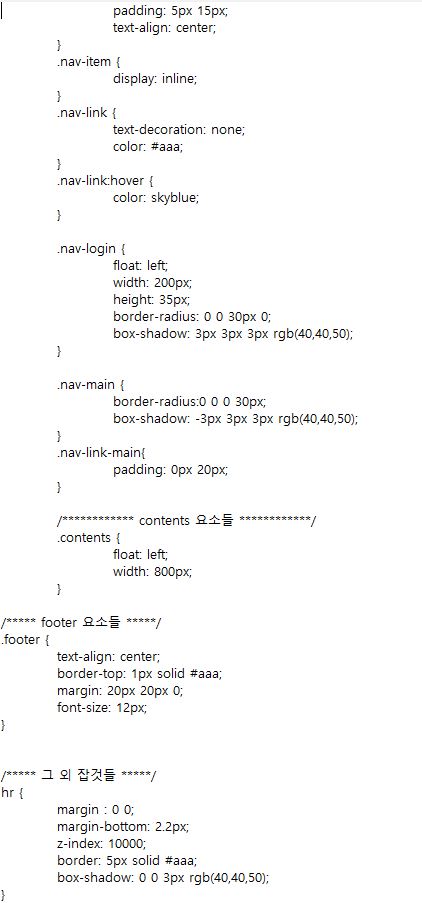 padding: 5px 15px;
text-align: center;
}
.nav-item {
display: inline;
}
.nav-link {
text-decoration: none;
color: #aaa;
}
.nav-link:hover {
color: skyblue;
}
.nav-login {
float: left;
width: 200px;
height: 35px;
border-radius: 0 0 30px 0;
box-shadow: 3px 3px 3px rgb(40,40,50);
}
.nav-main {
border-radius:0 0 0 30px;
box-shadow: -3px 3px 3px rgb(40,40,50);
}
.nav-link-main{
padding: 0px 20px;
}
/************ contents 요소들 ************/
.contents {
float: left;
width: 800px;
}
/***** footer 요소들 *****/
.footer {
text-align: center;
border-top: 1px solid #aaa;
margin: 20px 20px 0;
font-size: 12px;
}
/***** 그 외 잡것들 *****/
hr {
margin : 0 0;
margin-bottom: 2.2px;
z-index: 10000;
border: 5px solid #aaa;
box-shadow: 0 0 3px rgb(40,40,50);
}